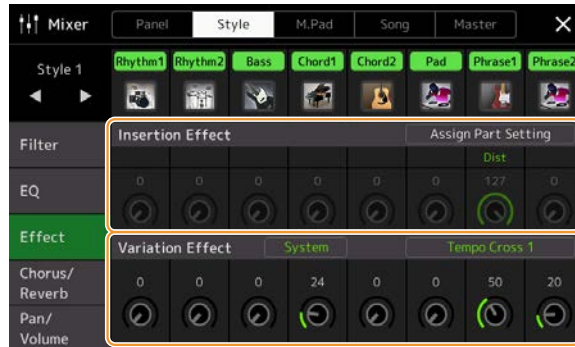 Mixer
Panel Style M.Pad Song Master
Style 1
Rhythm1 Rhythm2 Bass Chord1 Chord2 Pad Phrase1 Phrase2
Filter
EQ
Effect
Chorus/
Reverb
Pan/
Volume
Insertion Effect Assign Part Setting
Dist
0 0 0 0 0 0 127 0
Variation Effect System Tempo Cross 1
0 0 0 24 0 0 50 20